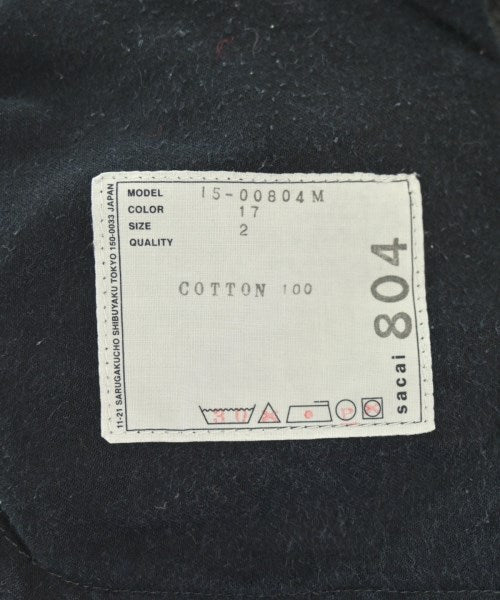 MODEL 15-00804M
COLOR 17
SIZE 2
QUALITY
COTTON 100
30 P
sacai 804
11-21 SARUGAKUCHO SHIBUYAKU TOKYO 150-0033 JAPAN